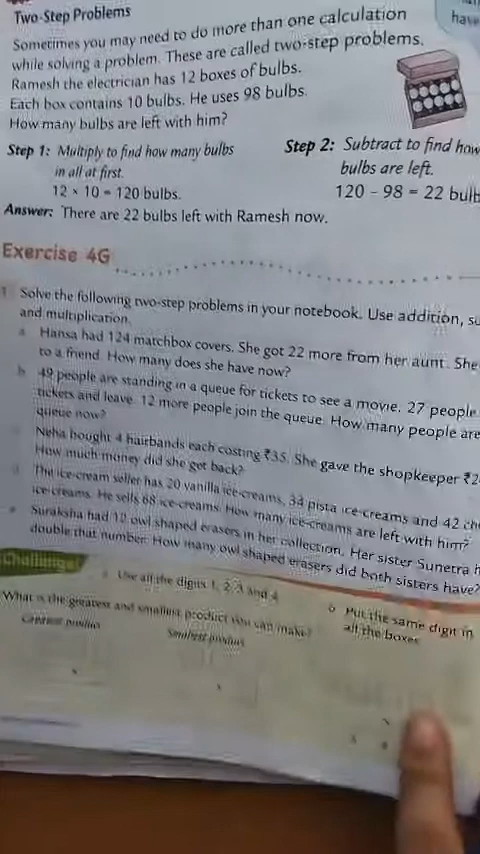 Two-Step Problems
have
Sometimes you may need to do more than one calculation
while solving a problem. These are called two-step problems.
Ramesh the electrician has 12 boxes of bulbs.
Each box contains 10 bulbs. He uses 98 bulbs.
How many bulbs are left with him?
Step 1: Multiply to find how many bulbs
in all at first.
12 × 10 = 120 bulbs.
Step 2: Subtract to find how
bulbs are left.
120 – 98 = 22 bulb
Answer: There are 22 bulbs left with Ramesh now.
Exercise 4G
1 Solve the following two-step problems in your notebook. Use addition, su
and multiplication.
a Hansa had 124 matchbox covers. She got 22 more from her aunt. She
to a friend. How many does she have now?
b 49 people are standing in a queue for tickets to see a movie. 27 people
tickets and leave. 12 more people join the queue. How many people are
queue now?
Neha bought 4 hairbands each costing ₹35. She gave the shopkeeper ₹2
How much money did she get back?
d The ice-cream seller has 20 vanilla ice-creams, 34 pista ice-creams and 42 ch
ice-creams. He sells 68 ice-creams. How many ice-creams are left with him?
e Suraksha had 12 owl shaped erasers in her collection. Her sister Sunetra h
double that number. How many owl shaped erasers did both sisters have?
Challenge!
Use all the digits 1, 2, 3 and 4.
What is the greatest and smallest product you can make?
Greatest product
Smallest product
b Put the same digit in
all the boxes